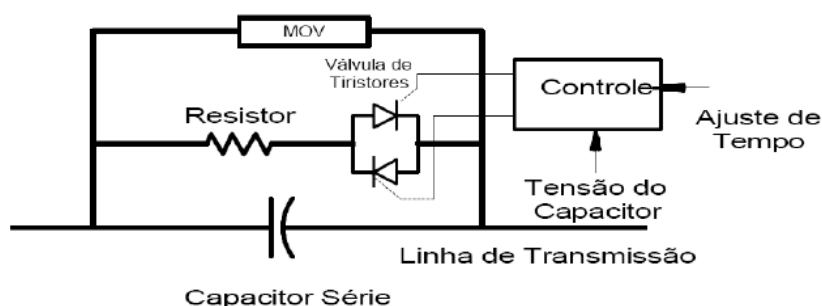 MOV
Válvula de
Tiristores
Controle
Resistor
Ajuste de
Tempo
Tensão do
Capacitor
Linha de Transmissão
Capacitor Série